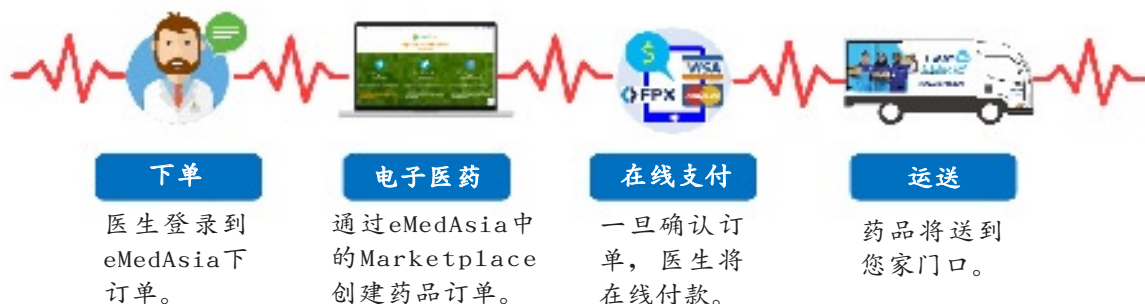 VISA
FPX
下单
电子医药
在线支付
运送
医生登录到
eMedAsia下
订单。
通过eMedAsia中
的Marketplace
创建药品订单。
一旦确认订
单，医生将
在线付款。
药品将送到
您家门口。